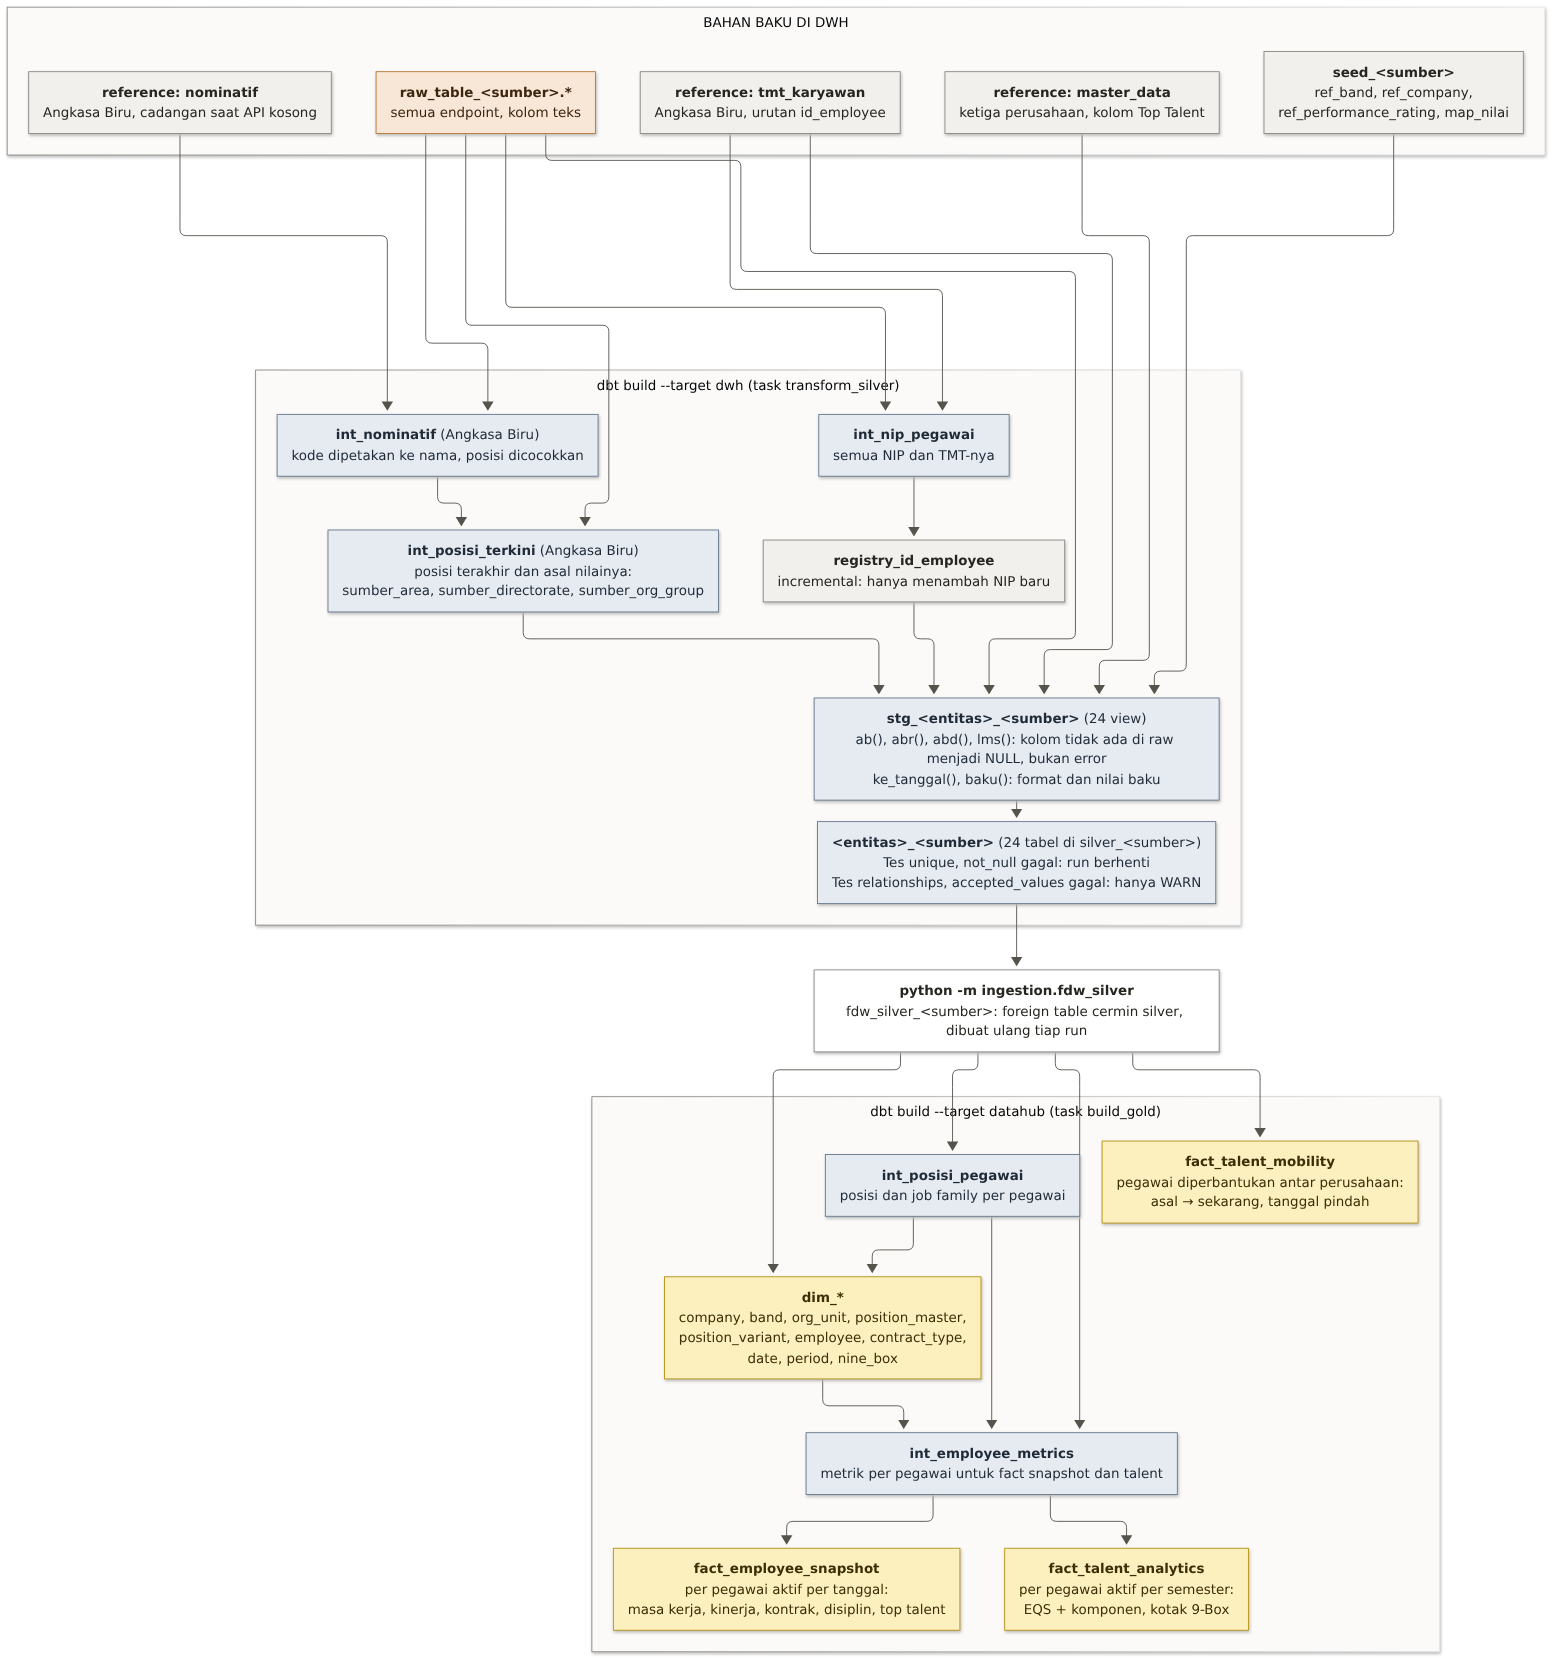 BAHAN BAKU DI DWH
reference: nominatif
Angkasa Biru, cadangan saat API kosong
raw_table_<sumber>.*
semua endpoint, kolom teks
reference: tmt_karyawan
Angkasa Biru, urutan id_employee
reference: master_data
ketiga perusahaan, kolom Top Talent
seed_<sumber>
ref_band, ref_company,
ref_performance_rating, map_nilai
dbt build --target dwh (task transform_silver)
int_nominatif (Angkasa Biru)
kode dipetakan ke nama, posisi dicocokkan
int_nip_pegawai
semua NIP dan TMT-nya
int_posisi_terkini (Angkasa Biru)
posisi terakhir dan asal nilainya:
sumber_area, sumber_directorate, sumber_org_group
registry_id_employee
incremental: hanya menambah NIP baru
stg_<entitas>_<sumber> (24 view)
ab(), abr(), abd(), lms(): kolom tidak ada di raw
menjadi NULL, bukan error
ke_tanggal(), baku(): format dan nilai baku
<entitas>_<sumber> (24 tabel di silver_<sumber>)
Tes unique, not_null gagal: run berhenti
Tes relationships, accepted_values gagal: hanya WARN
python -m ingestion.fdw_silver
fdw_silver_<sumber>: foreign table cermin silver,
dibuat ulang tiap run
dbt build --target datahub (task build_gold)
int_posisi_pegawai
posisi dan job family per pegawai
fact_talent_mobility
pegawai diperbantukan antar perusahaan:
asal → sekarang, tanggal pindah
dim_*
company, band, org_unit, position_master,
position_variant, employee, contract_type,
date, period, nine_box
int_employee_metrics
metrik per pegawai untuk fact snapshot dan talent
fact_employee_snapshot
per pegawai aktif per tanggal:
masa kerja, kinerja, kontrak, disiplin, top talent
fact_talent_analytics
per pegawai aktif per semester:
EQS + komponen, kotak 9-Box